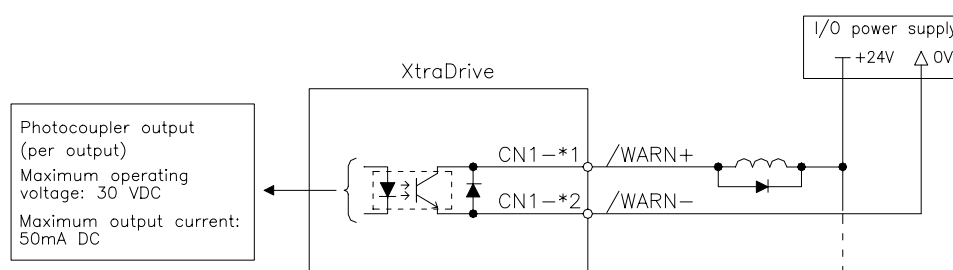 I/O power supply
+24V 0V
XtraDrive
Photocoupler output
(per output)
Maximum operating
voltage: 30 VDC
Maximum output current:
50mA DC
CN1-*1 /WARN+
CN1-*2 /WARN-